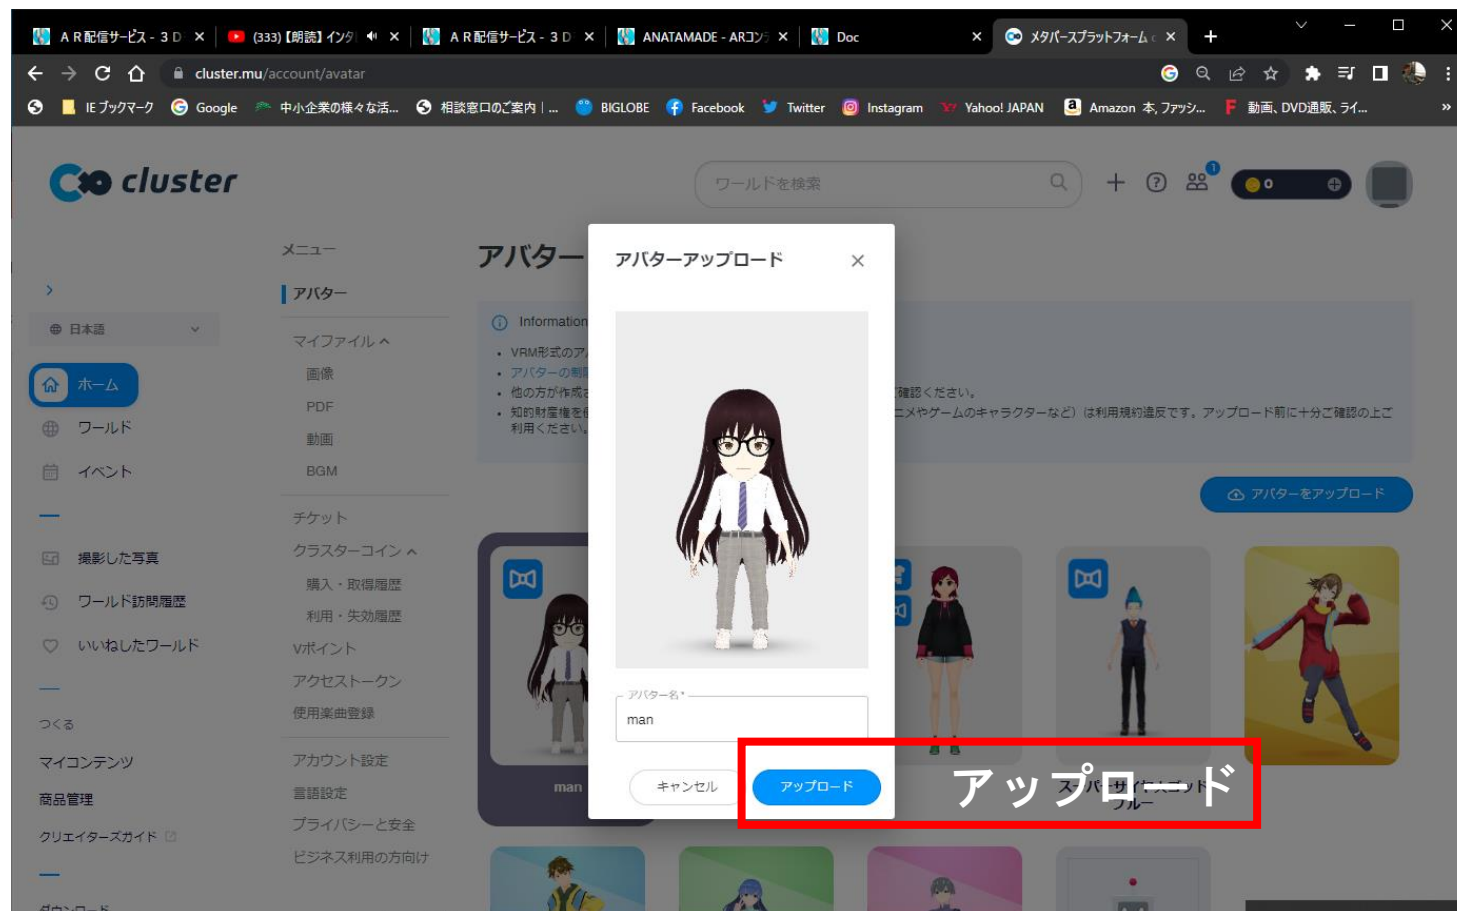 ＡＲ配信サービス - ３Ｄ
(333)【朗読】インタ
ＡＲ配信サービス - ３Ｄ
ANATAMADE - ARコン
Doc
メタバースプラットフォーム c
cluster.mu/account/avatar
IE ブックマーク
Google
中小企業の様々な活...
相談窓口のご案内 | ...
BIGLOBE
Facebook
Twitter
Instagram
Yahoo! JAPAN
Amazon 本, ファッシ...
動画、DVD通販、ライ...
»
cluster
ワールドを検索
1
0
日本語
ホーム
ワールド
イベント
撮影した写真
ワールド訪問履歴
いいねしたワールド
つくる
マイコンテンツ
商品管理
クリエイターズガイド
ダウンロード
メニュー
アバター
マイファイル
画像
PDF
動画
BGM
チケット
クラスターコイン
購入・取得履歴
利用・失効履歴
Vポイント
アクセストークン
使用楽曲登録
アカウント設定
言語設定
プライバシーと安全
ビジネス利用の方向け
アバター
Information
VRM形式のア
アバターの制
他の方が作成さ
ご確認ください。
知的財産権を
ニメやゲームのキャラクターなど）は利用規約違反です。アップロード前に十分ご確認の上ご
利用ください。
アバターをアップロード
man
アバターアップロード
アバター名*
man
キャンセル
アップロード
アップロード